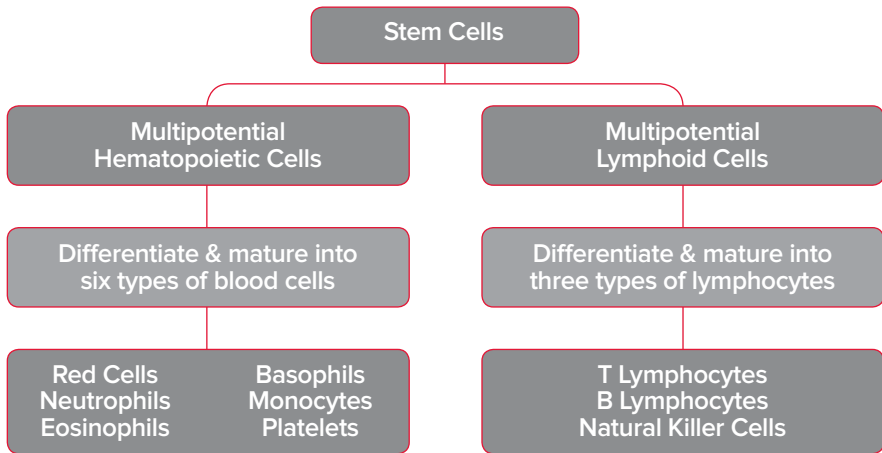 Stem Cells
Multipotential
Hematopoietic Cells
Multipotential
Lymphoid Cells
Differentiate & mature into
six types of blood cells
Differentiate & mature into
three types of lymphocytes
Red Cells
Neutrophils
Eosinophils
Basophils
Monocytes
Platelets
T Lymphocytes
B Lymphocytes
Natural Killer Cells